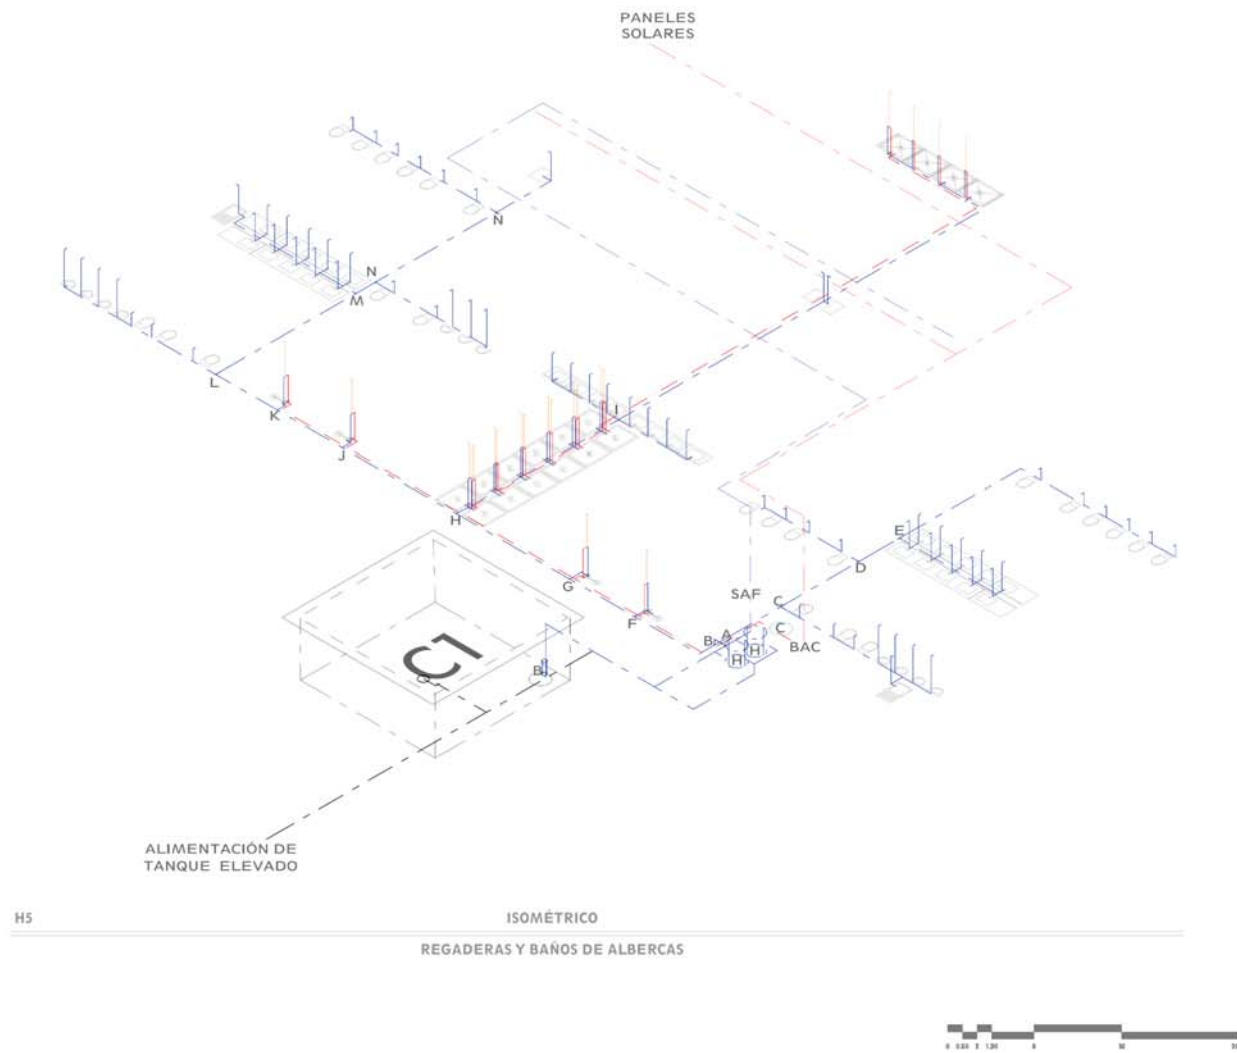 PANELES
SOLARES
N
N
M
L
K
I
J
H
E
D
G
SAF
C
F
A
B
C
BAC
H
H
C1
B
ALIMENTACIÓN DE
TANQUE ELEVADO
H5
ISOMÉTRICO
REGADERAS Y BAÑOS DE ALBERCAS